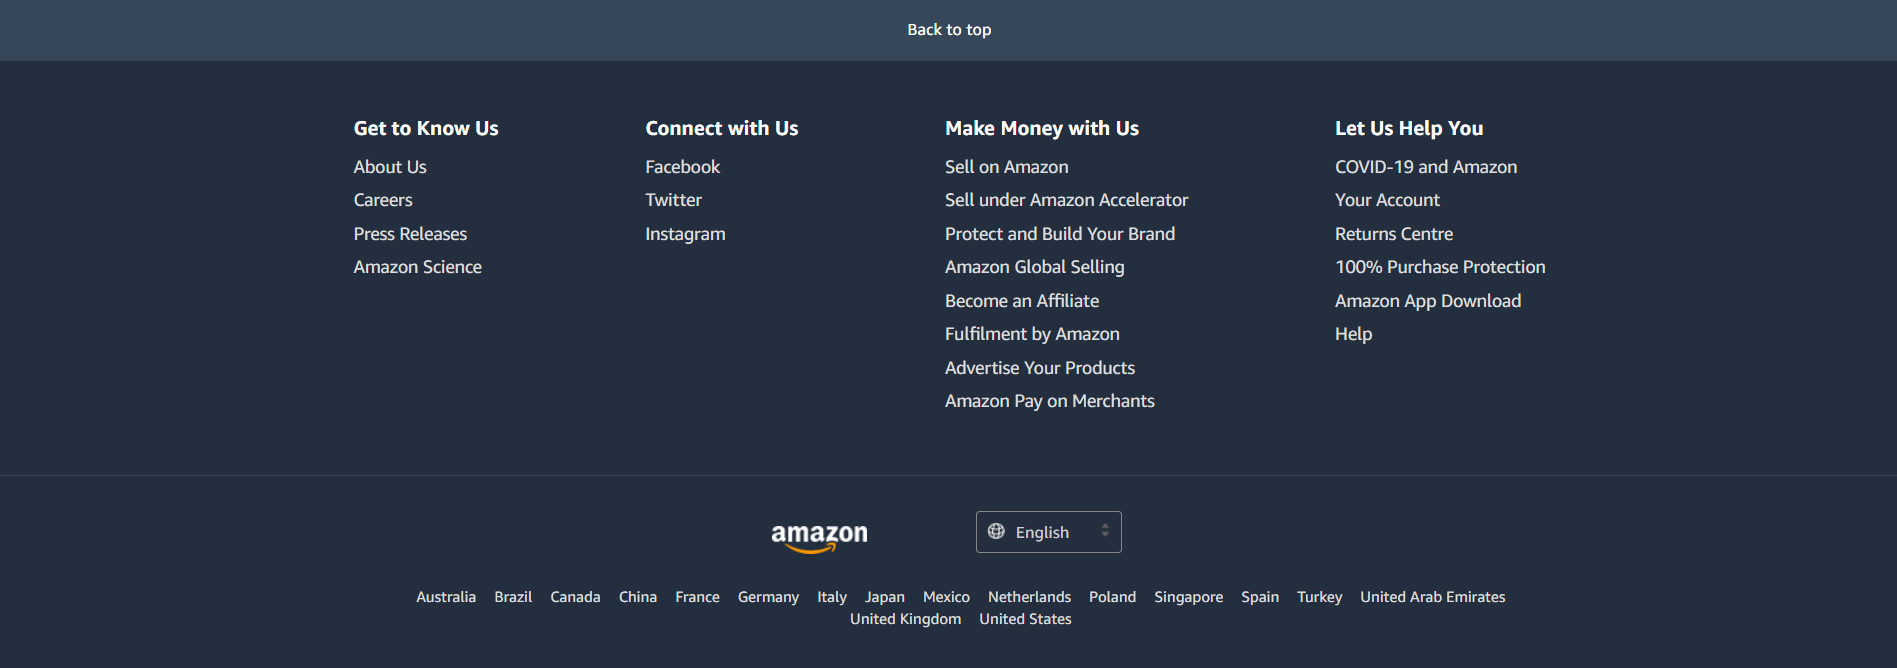 Back to top
Get to Know Us
About Us
Careers
Press Releases
Amazon Science
Connect with Us
Facebook
Twitter
Instagram
Make Money with Us
Sell on Amazon
Sell under Amazon Accelerator
Protect and Build Your Brand
Amazon Global Selling
Become an Affiliate
Fulfilment by Amazon
Advertise Your Products
Amazon Pay on Merchants
Let Us Help You
COVID-19 and Amazon
Your Account
Returns Centre
100% Purchase Protection
Amazon App Download
Help
amazon
English
Australia Brazil Canada China France Germany Italy Japan Mexico Netherlands Poland Singapore Spain Turkey United Arab Emirates
United Kingdom United States